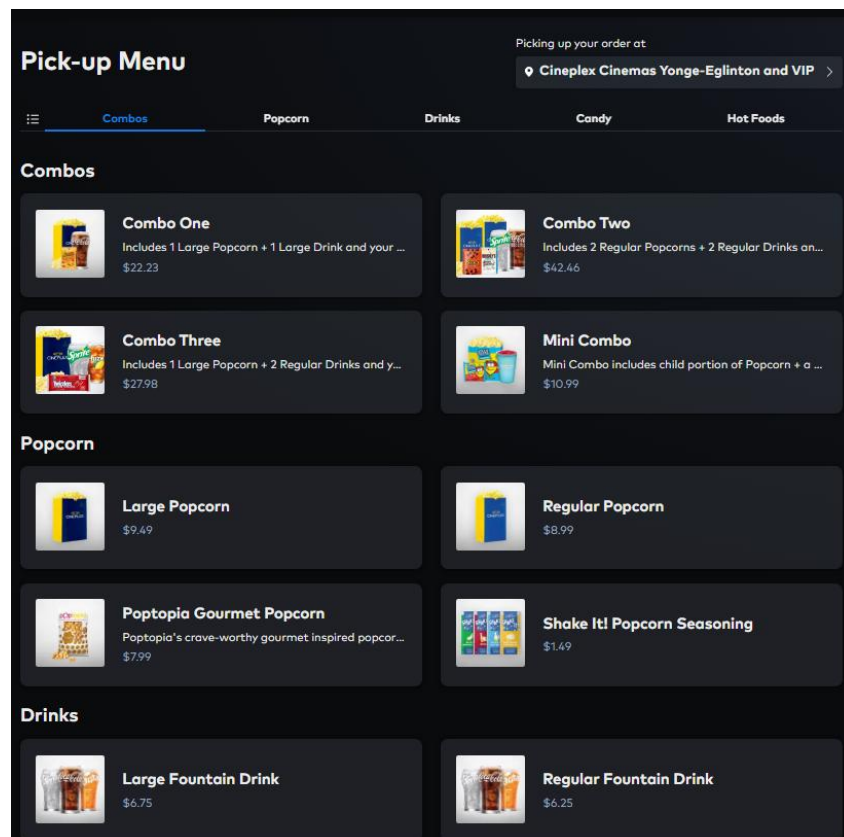 Pick-up Menu
Picking up your order at
Cineplex Cinemas Yonge-Eglinton and VIP
Combos
Popcorn
Drinks
Candy
Hot Foods
Combos
Combo One
Includes 1 Large Popcorn + 1 Large Drink and your ...
$22.23
Combo Two
Includes 2 Regular Popcorns + 2 Regular Drinks an...
$42.46
Combo Three
Includes 1 Large Popcorn + 2 Regular Drinks and y...
$27.98
Mini Combo
Mini Combo includes child portion of Popcorn + a ...
$10.99
Popcorn
Large Popcorn
$9.49
Regular Popcorn
$8.99
Poptopia Gourmet Popcorn
Poptopia's crave-worthy gourmet inspired popcor...
$7.99
Shake It! Popcorn Seasoning
$1.49
Drinks
Large Fountain Drink
$6.75
Regular Fountain Drink
$6.25